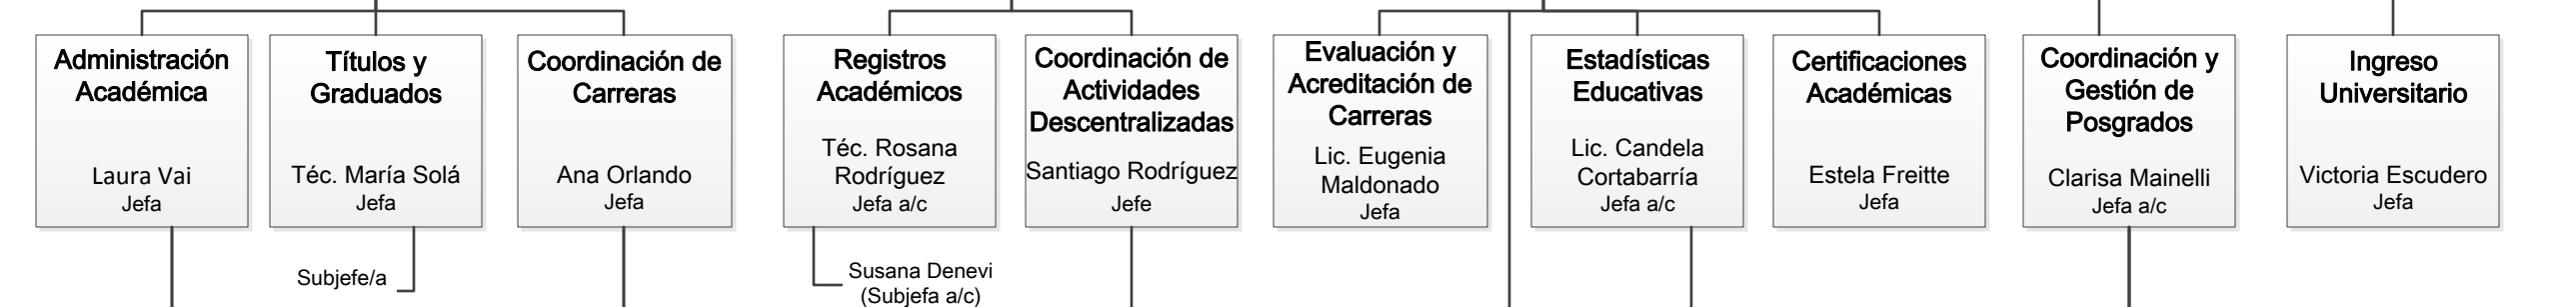 Administración
Académica
Laura Vai
Jefa
Títulos y
Graduados
Téc. María Solá
Jefa
Subjefe/a
Coordinación de
Carreras
Ana Orlando
Jefa
Registros
Académicos
Téc. Rosana
Rodríguez
Jefa a/c
Susana Denevi
(Subjefa a/c)
Coordinación de
Actividades
Descentralizadas
Santiago Rodríguez
Jefe
Evaluación y
Acreditación de
Carreras
Lic. Eugenia
Maldonado
Jefa
Estadísticas
Educativas
Lic. Candela
Cortabarría
Jefa a/c
Certificaciones
Académicas
Estela Freitte
Jefa
Coordinación y
Gestión de
Posgrados
Clarisa Mainelli
Jefa a/c
Ingreso
Universitario
Victoria Escudero
Jefa